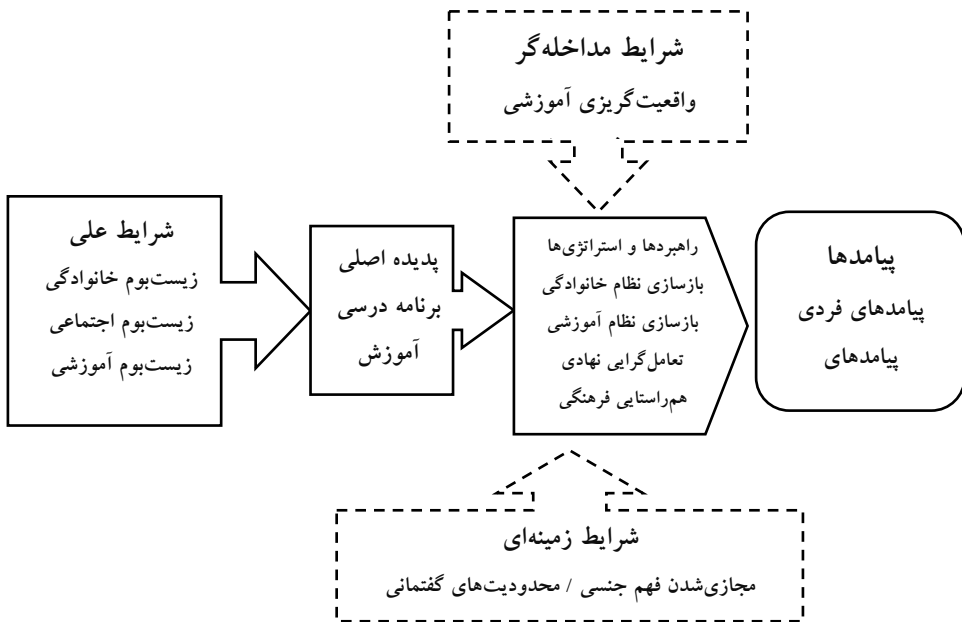 شرایط مداخله‌گر
واقعیت‌گریزی آموزشی
شرایط علی
زیست‌بوم خانوادگی
زیست‌بوم اجتماعی
زیست‌بوم آموزشی
پدیده اصلی
برنامه درسی
آموزش
راهبردها و استراتژی‌ها
بازسازی نظام خانوادگی
بازسازی نظام آموزشی
تعامل‌گرایی نهادی
هم‌راستایی فرهنگی
پیامدها
پیامدهای فردی
پیامدهای
شرایط زمینه‌ای
مجازی‌شدن فهم جنسی / محدودیت‌های گفتمانی